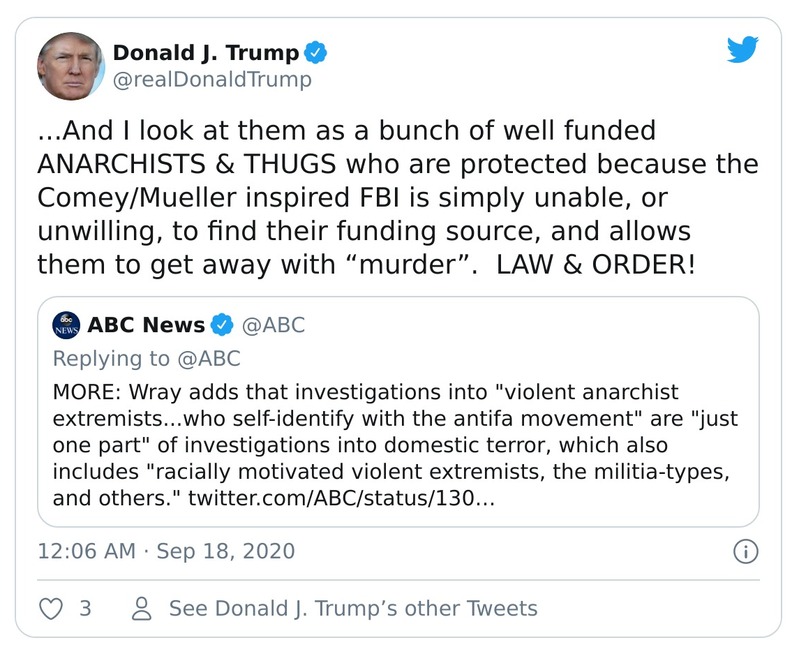 Donald J. Trump
@realDonaldTrump
...And I look at them as a bunch of well funded
ANARCHISTS & THUGS who are protected because the
Comey/Mueller inspired FBI is simply unable, or
unwilling, to find their funding source, and allows
them to get away with “murder”.  LAW & ORDER!
abc
NEWS
ABC News @ABC
Replying to @ABC
MORE: Wray adds that investigations into "violent anarchist
extremists...who self-identify with the antifa movement" are "just
one part" of investigations into domestic terror, which also
includes "racially motivated violent extremists, the militia-types,
and others." twitter.com/ABC/status/130…
12:06 AM · Sep 18, 2020
3
See Donald J. Trump’s other Tweets